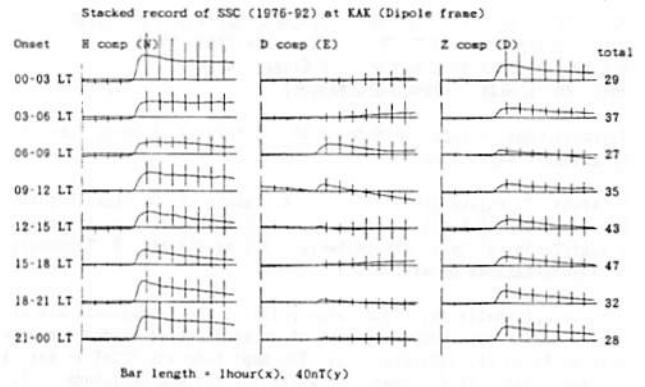 Stacked record of SSC (1976-92) at KAK (Dipole frame)
Onset H comp (N) D comp (E) Z comp (D) total
00-03 LT 29
03-06 LT 37
06-09 LT 27
09-12 LT 35
12-15 LT 43
15-18 LT 47
18-21 LT 32
21-00 LT 28
Bar length = 1hour(x), 40nT(y)